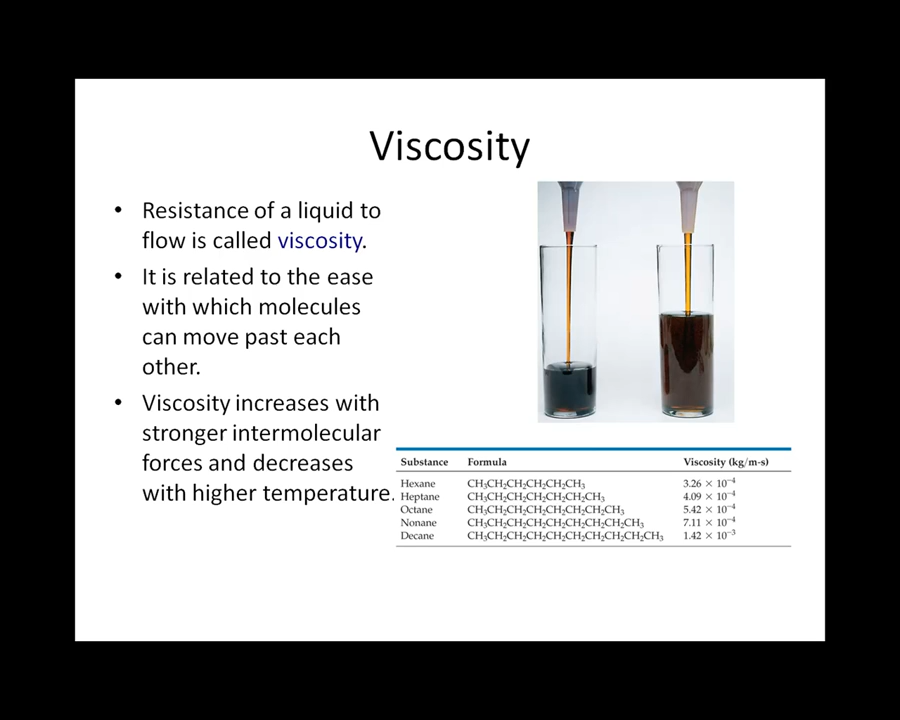 Viscosity
• Resistance of a liquid to
flow is called viscosity.
• It is related to the ease
with which molecules
can move past each
other.
• Viscosity increases with
stronger intermolecular
forces and decreases
with higher temperature.
Substance Formula Viscosity (kg/m-s)
Hexane CH₃CH₂CH₂CH₂CH₂CH₃ 3.26 × 10⁻⁴
Heptane CH₃CH₂CH₂CH₂CH₂CH₂CH₃ 4.09 × 10⁻⁴
Octane CH₃CH₂CH₂CH₂CH₂CH₂CH₂CH₃ 5.42 × 10⁻⁴
Nonane CH₃CH₂CH₂CH₂CH₂CH₂CH₂CH₂CH₃ 7.11 × 10⁻⁴
Decane CH₃CH₂CH₂CH₂CH₂CH₂CH₂CH₂CH₂CH₃ 1.42 × 10⁻³